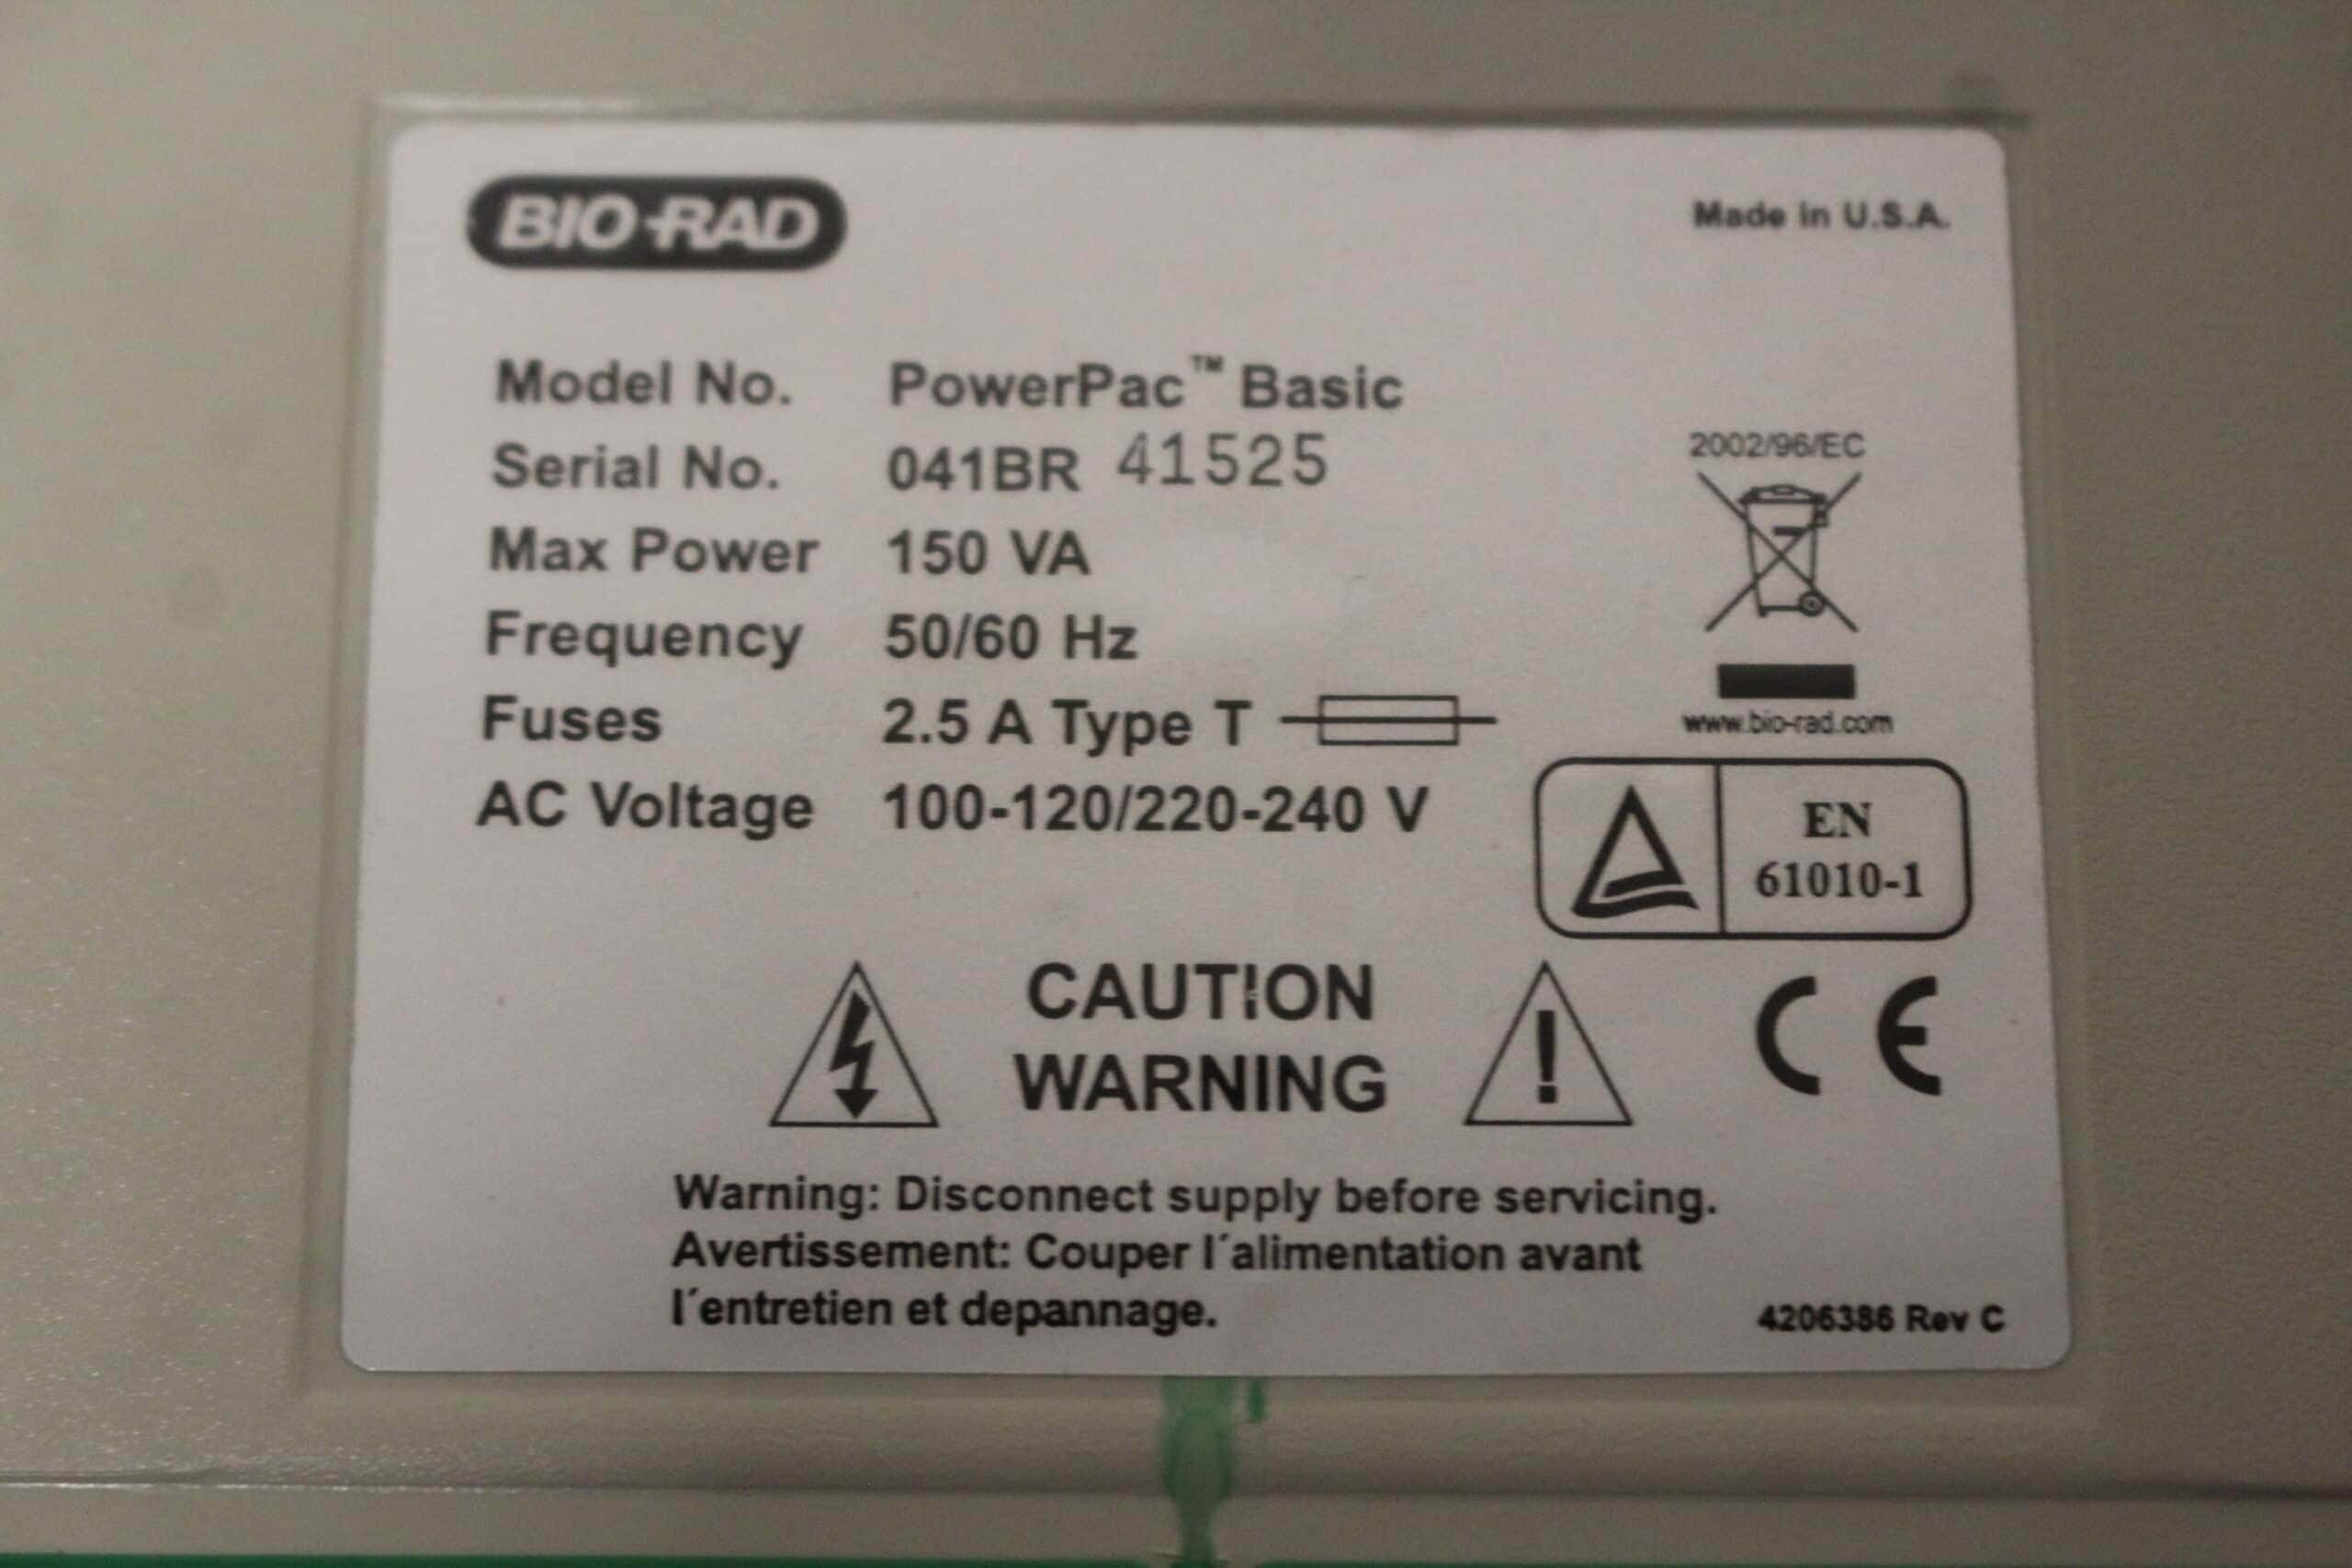 BIO-RAD
Made in U.S.A.
Model No. PowerPac™ Basic
Serial No. 041BR 41525
Max Power 150 VA
Frequency 50/60 Hz
Fuses 2.5 A Type T
AC Voltage 100-120/220-240 V
2002/96/EC
www.bio-rad.com
EN
61010-1
CAUTION
WARNING
CE
Warning: Disconnect supply before servicing.
Avertissement: Couper l´alimentation avant
l´entretien et depannage.
4206386 Rev C